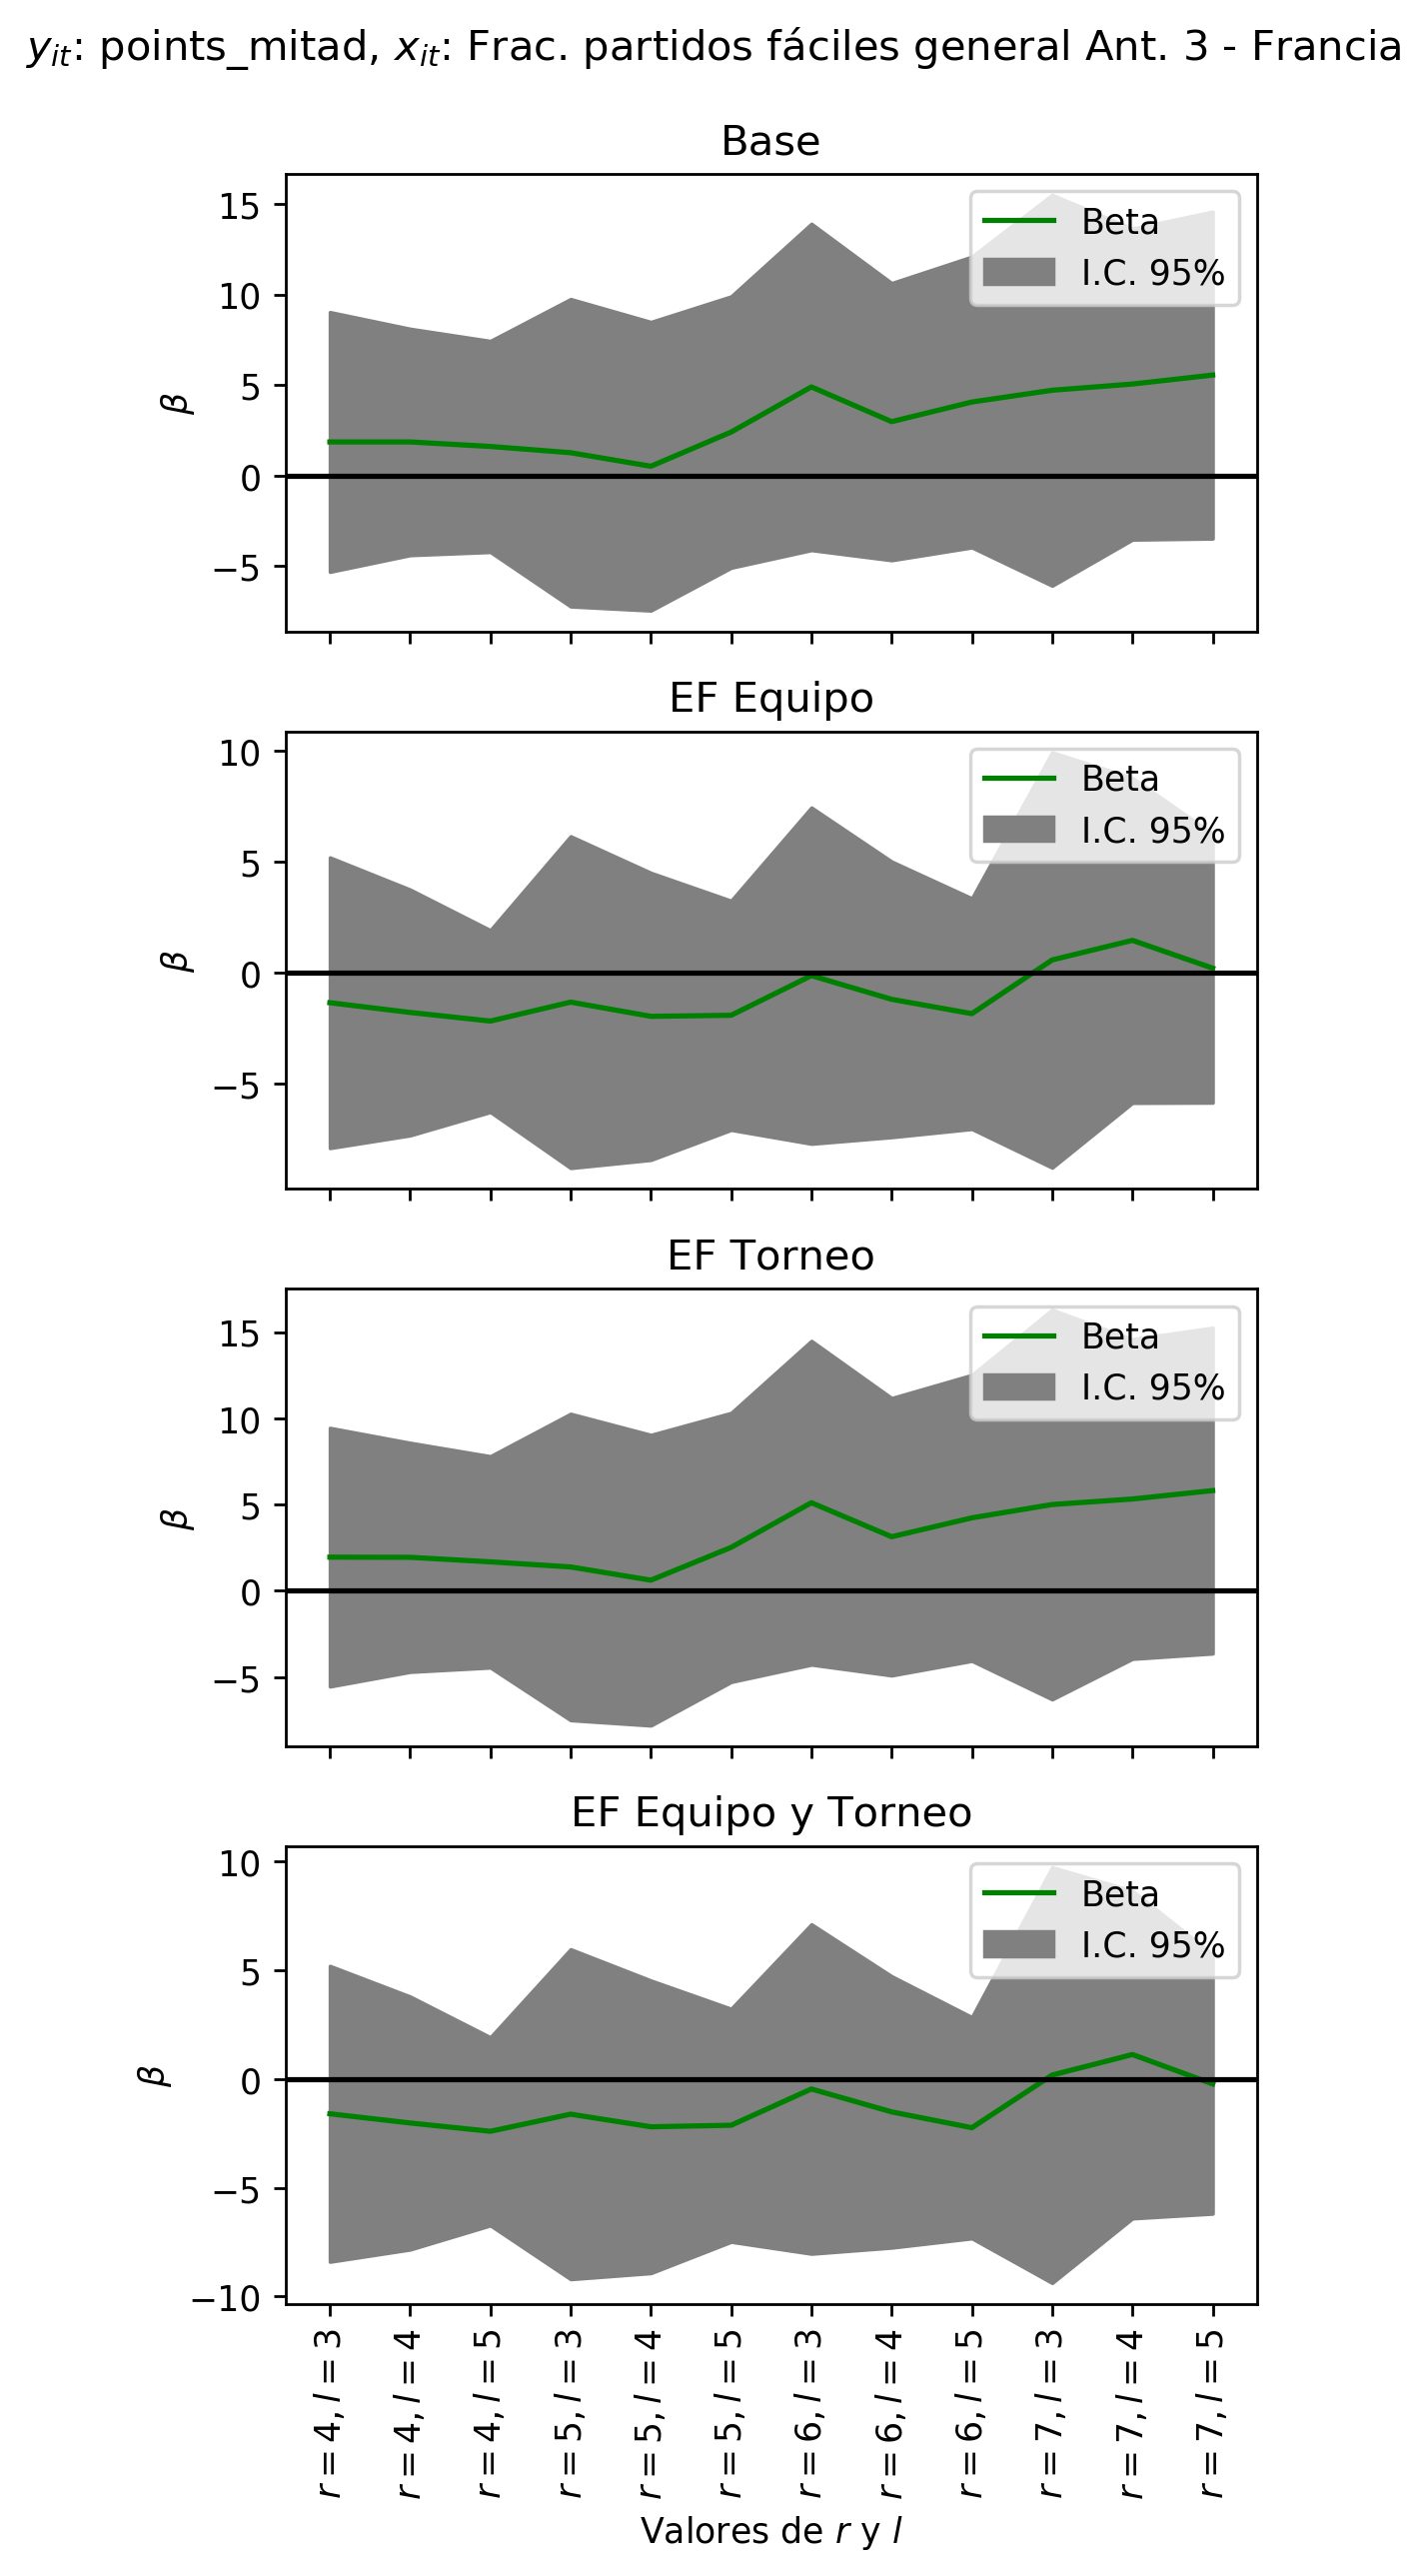 y_it: points_mitad, x_it: Frac. partidos fáciles general Ant. 3 - Francia
Base
15
10
5
0
−5
β
Beta
I.C. 95%
EF Equipo
10
5
0
−5
β
Beta
I.C. 95%
EF Torneo
15
10
5
0
−5
β
Beta
I.C. 95%
EF Equipo y Torneo
10
5
0
−5
−10
β
Beta
I.C. 95%
r = 4, l = 3
r = 4, l = 4
r = 4, l = 5
r = 5, l = 3
r = 5, l = 4
r = 5, l = 5
r = 6, l = 3
r = 6, l = 4
r = 6, l = 5
r = 7, l = 3
r = 7, l = 4
r = 7, l = 5
Valores de r y l